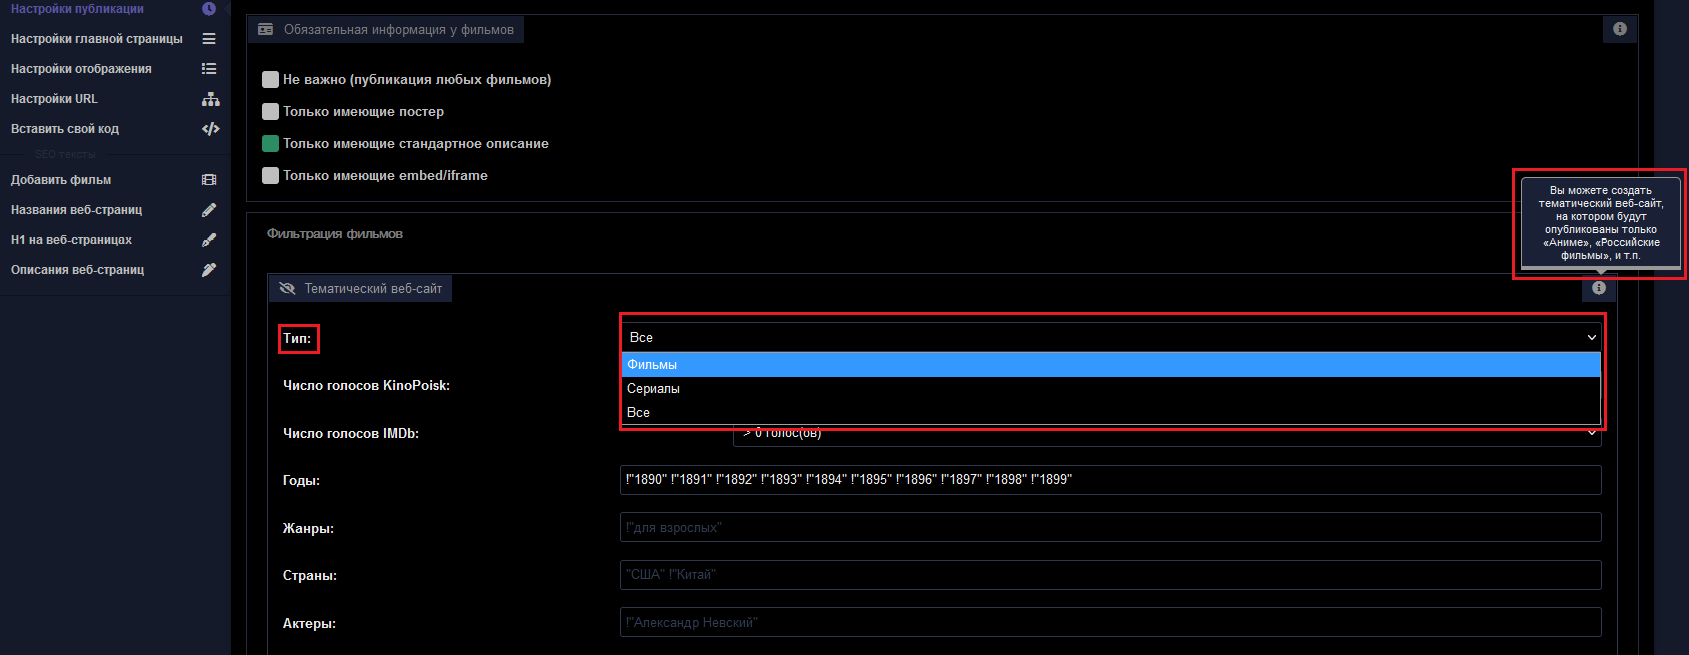 Настройки публикации
Настройки главной страницы
Настройки отображения
Настройки URL
Вставить свой код
SEO тексты
Добавить фильм
Названия веб-страниц
H1 на веб-страницах
Описания веб-страниц
Обязательная информация у фильмов
Не важно (публикация любых фильмов)
Только имеющие постер
Только имеющие стандартное описание
Только имеющие embed/iframe
Вы можете создать
тематический веб-сайт,
на котором будут
опубликованы только
«Аниме», «Российские
фильмы», и т.п.
Фильтрация фильмов
Тематический веб-сайт
Тип:
Все
Фильмы
Сериалы
Все
Число голосов KinoPoisk:
Число голосов IMDb:
> 0 голос(ов)
Годы:
!"1890" !"1891" !"1892" !"1893" !"1894" !"1895" !"1896" !"1897" !"1898" !"1899"
Жанры:
!"для взрослых"
Страны:
"США" !"Китай"
Актеры:
!"Александр Невский"